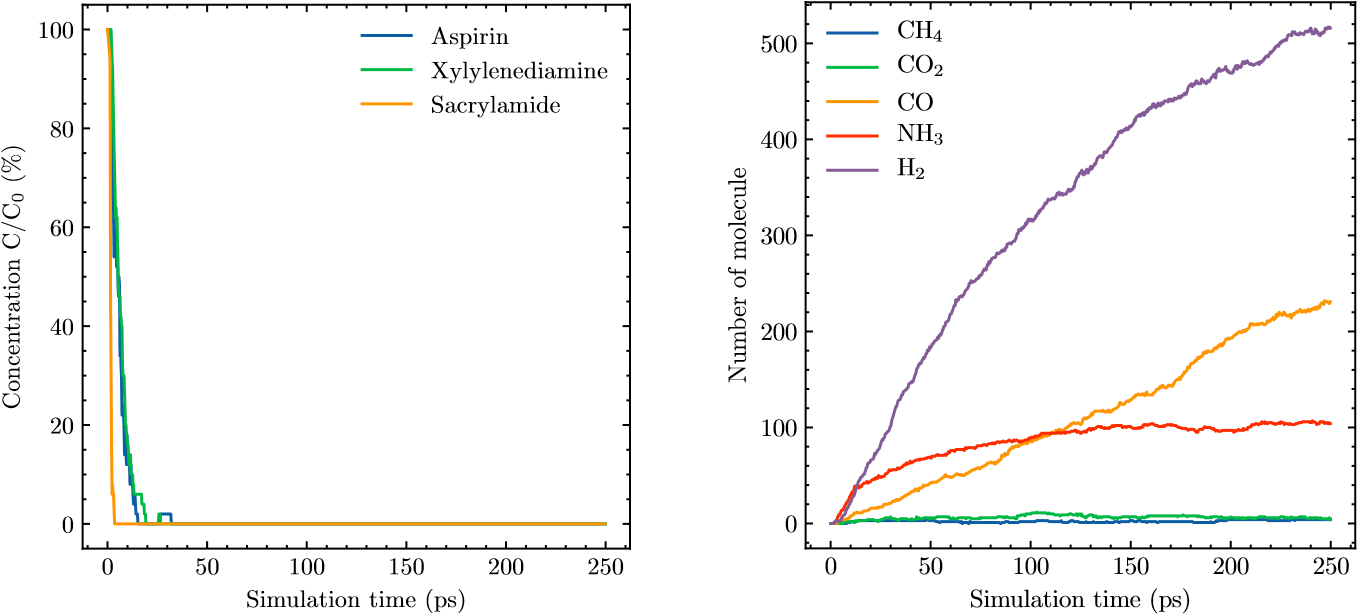 100
80
60
40
20
0
Concentration C/C₀ (%)
Aspirin
Xylylenediamine
Sacrylamide
0 50 100 150 200 250
Simulation time (ps)
500
400
300
200
100
0
Number of molecule
CH₄
CO₂
CO
NH₃
H₂
0 50 100 150 200 250
Simulation time (ps)